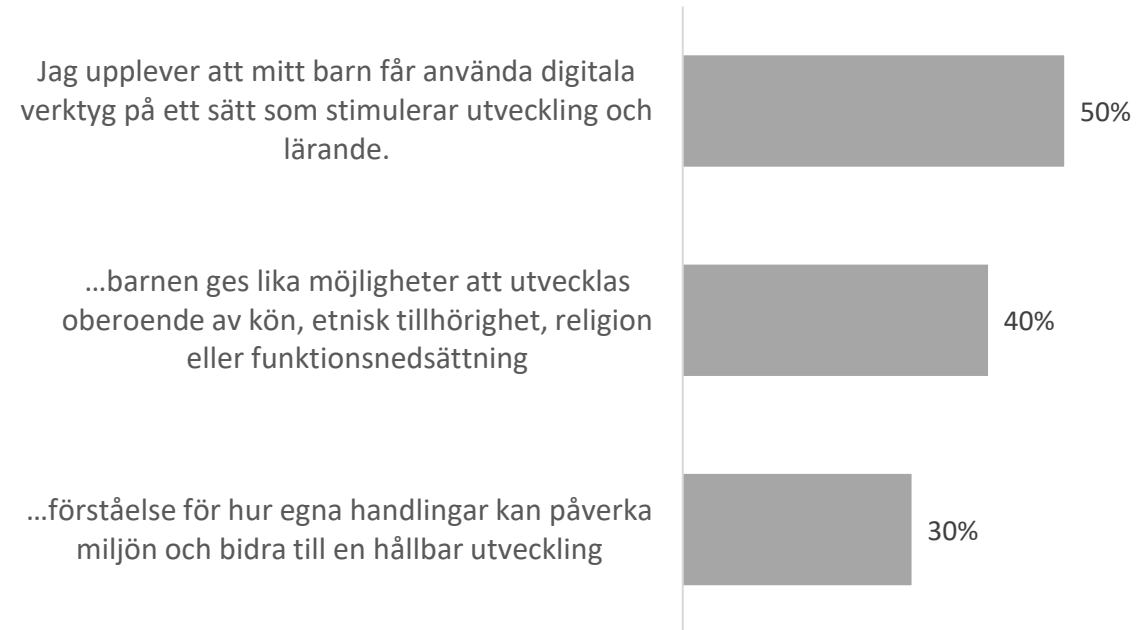 Jag upplever att mitt barn får använda digitala
verktyg på ett sätt som stimulerar utveckling och
lärande.
50%
…barnen ges lika möjligheter att utvecklas
oberoende av kön, etnisk tillhörighet, religion
eller funktionsnedsättning
40%
…förståelse för hur egna handlingar kan påverka
miljön och bidra till en hållbar utveckling
30%